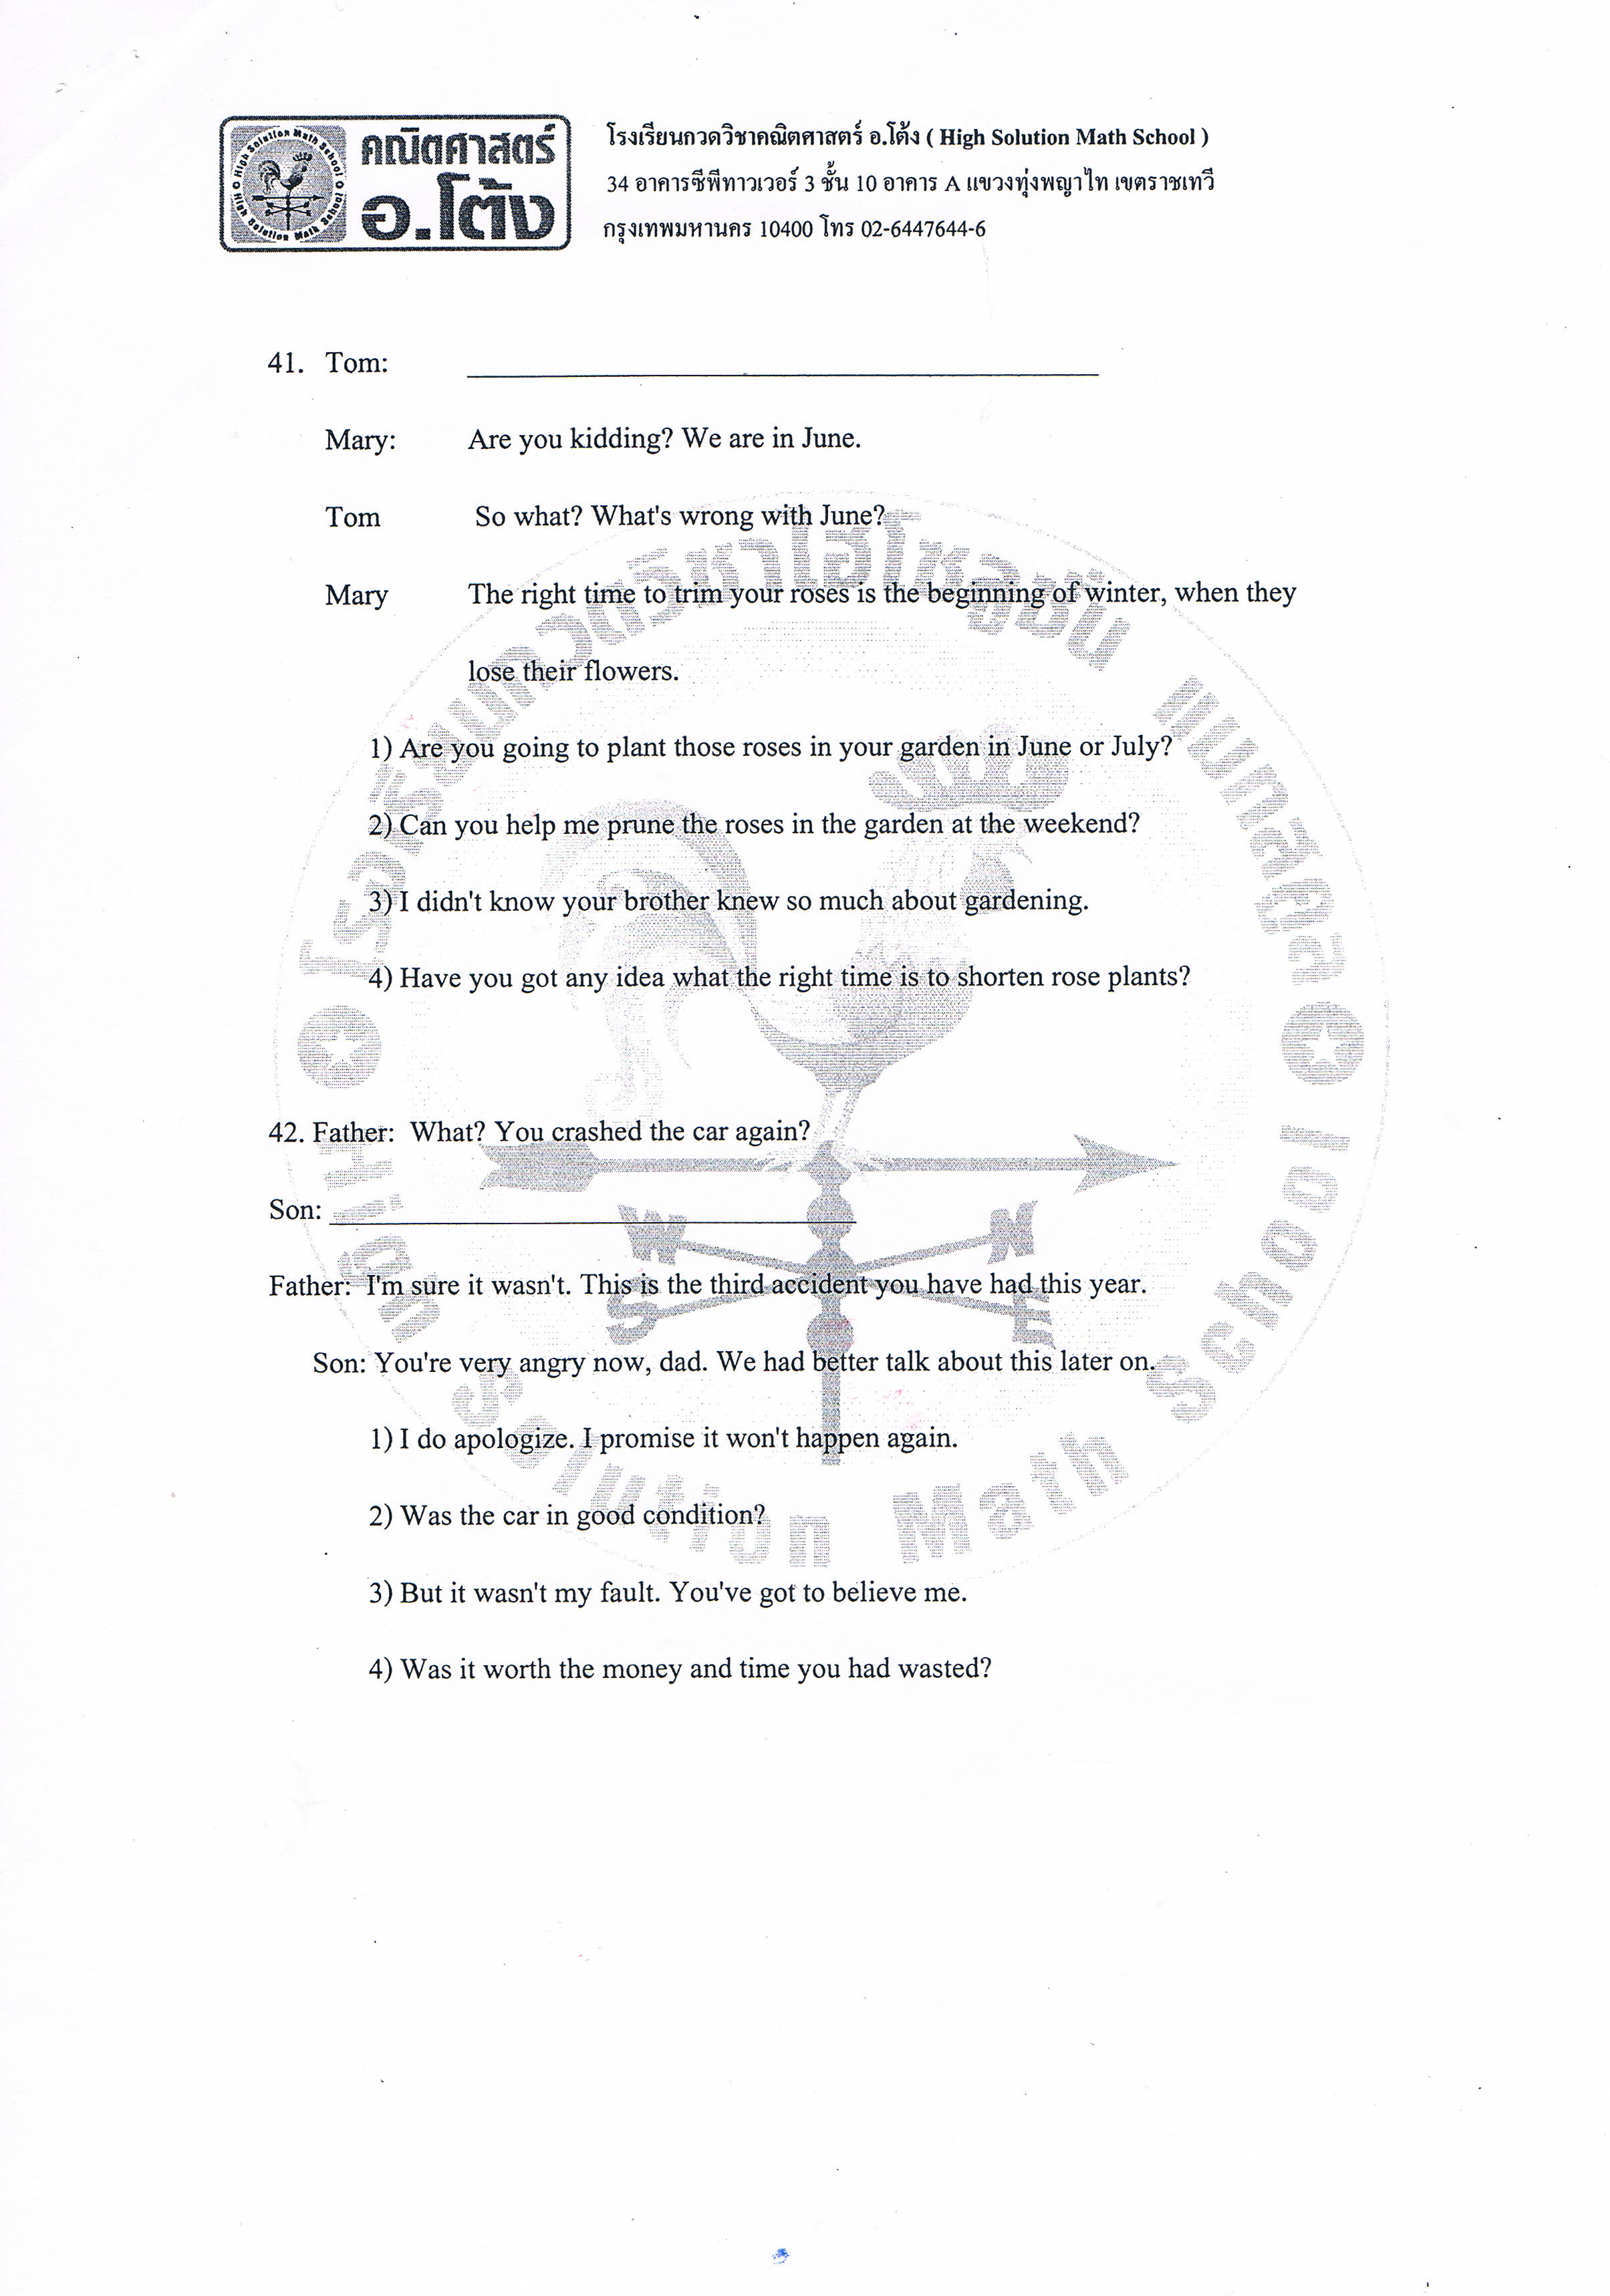 High Solution Math School
High Solution Math School
คณิตศาสตร์
อ.โต้ง
โรงเรียนกวดวิชาคณิตศาสตร์ อ.โต้ง ( High Solution Math School )
34 อาคารซีพีทาวเวอร์ 3 ชั้น 10 อาคาร A แขวงทุ่งพญาไท เขตราชเทวี
กรุงเทพมหานคร 10400 โทร 02-6447644-6
41. Tom:
Mary: Are you kidding? We are in June.
Tom So what? What's wrong with June?
Mary The right time to trim your roses is the beginning of winter, when they
lose their flowers.
1) Are you going to plant those roses in your garden in June or July?
2) Can you help me prune the roses in the garden at the weekend?
3) I didn't know your brother knew so much about gardening.
4) Have you got any idea what the right time is to shorten rose plants?
42. Father: What? You crashed the car again?
Son:
Father: I'm sure it wasn't. This is the third accident you have had this year.
Son: You're very angry now, dad. We had better talk about this later on.
1) I do apologize. I promise it won't happen again.
2) Was the car in good condition?
3) But it wasn't my fault. You've got to believe me.
4) Was it worth the money and time you had wasted?
High Solution Math School
High Solution Math School
W N
S E